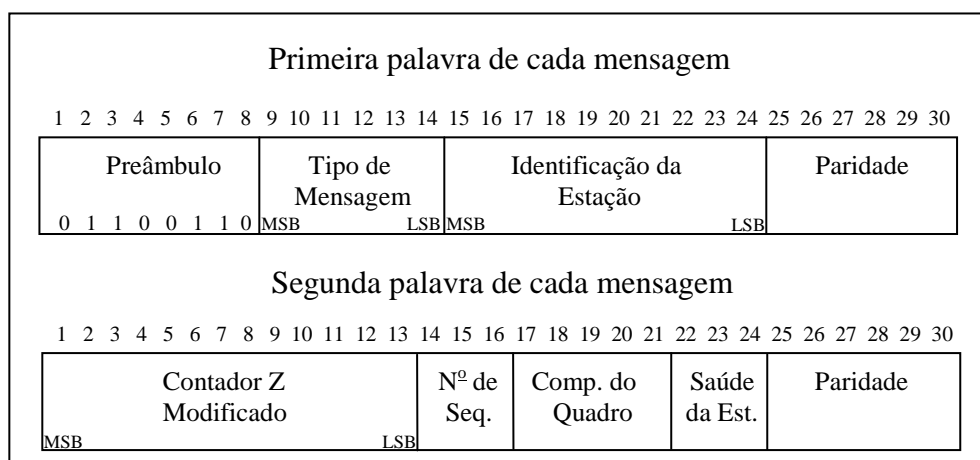 Primeira palavra de cada mensagem
1 2 3 4 5 6 7 8 9 10 11 12 13 14 15 16 17 18 19 20 21 22 23 24 25 26 27 28 29 30
Preâmbulo Tipo de Identificação da Paridade
Mensagem Estação
0 1 1 0 0 1 1 0 MSB LSB MSB LSB
Segunda palavra de cada mensagem
1 2 3 4 5 6 7 8 9 10 11 12 13 14 15 16 17 18 19 20 21 22 23 24 25 26 27 28 29 30
Contador Z Nº de Comp. do Saúde Paridade
Modificado Seq. Quadro da Est.
MSB LSB